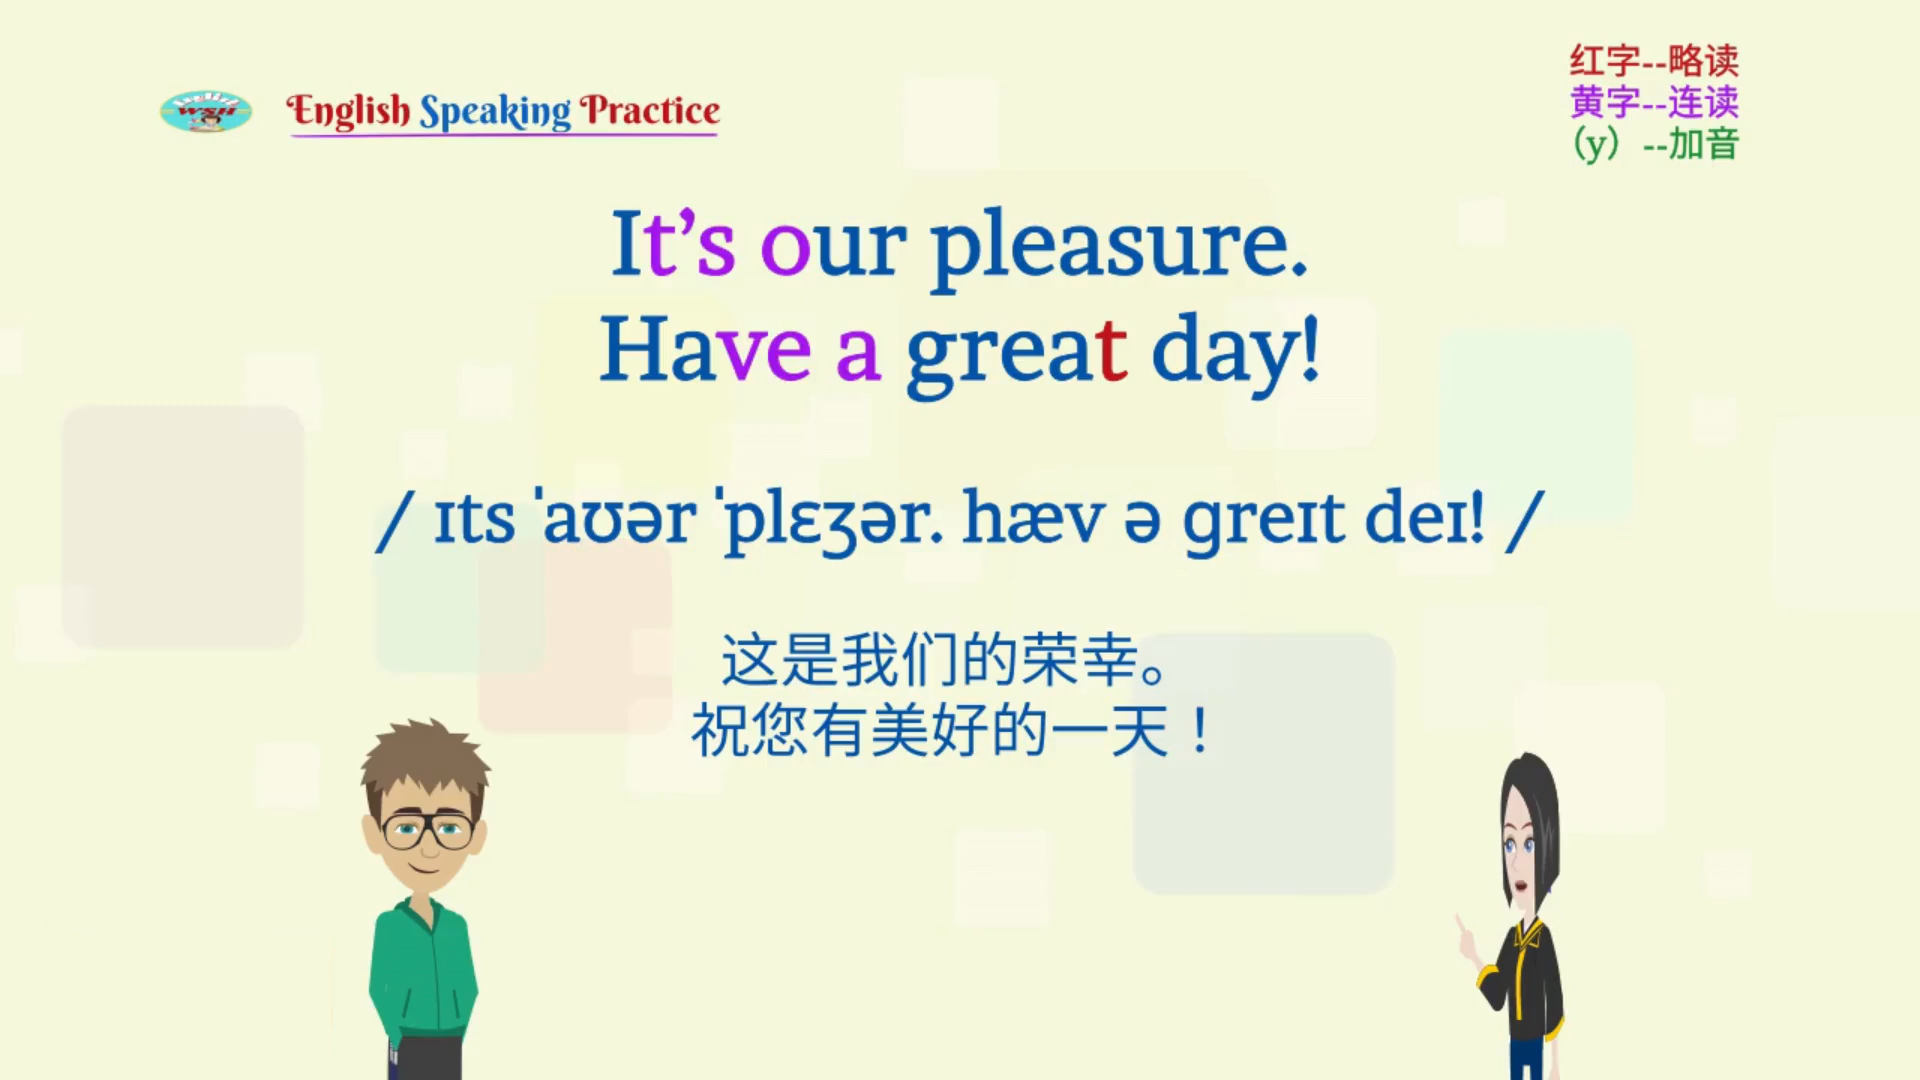 WSH
English Speaking Practice
红字--略读
黄字--连读
（y）--加音
It’s our pleasure.
Have a great day!
/ ɪts ˈaʊər ˈplɛʒər. hæv ə ɡreɪt deɪ! /
这是我们的荣幸。
祝您有美好的一天！